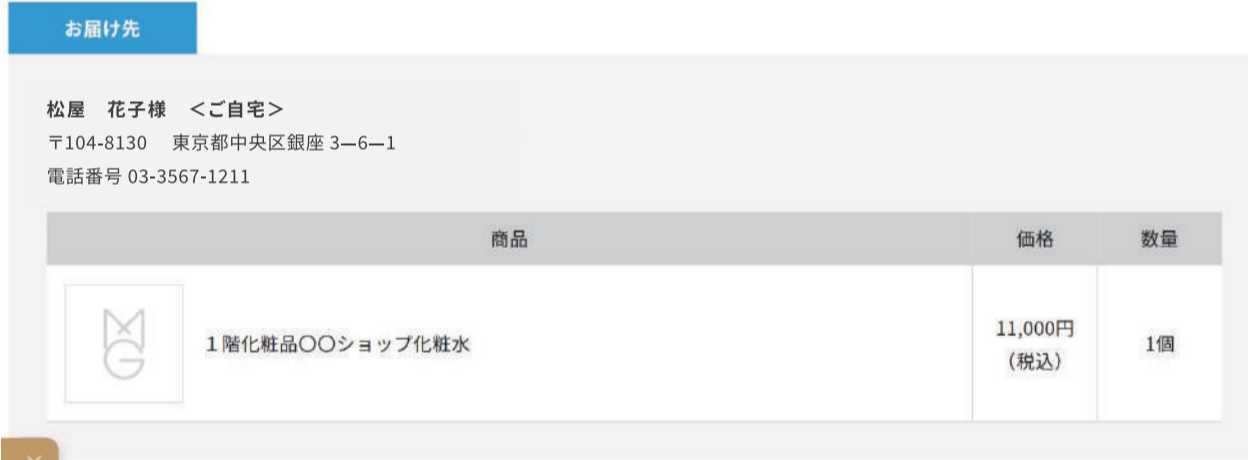 お届け先
松屋　花子様　＜ご自宅＞
〒104-8130　東京都中央区銀座 3―6―1
電話番号 03-3567-1211
商品　価格　数量
MG
１階化粧品〇〇ショップ化粧水　11,000円　1個
（税込）